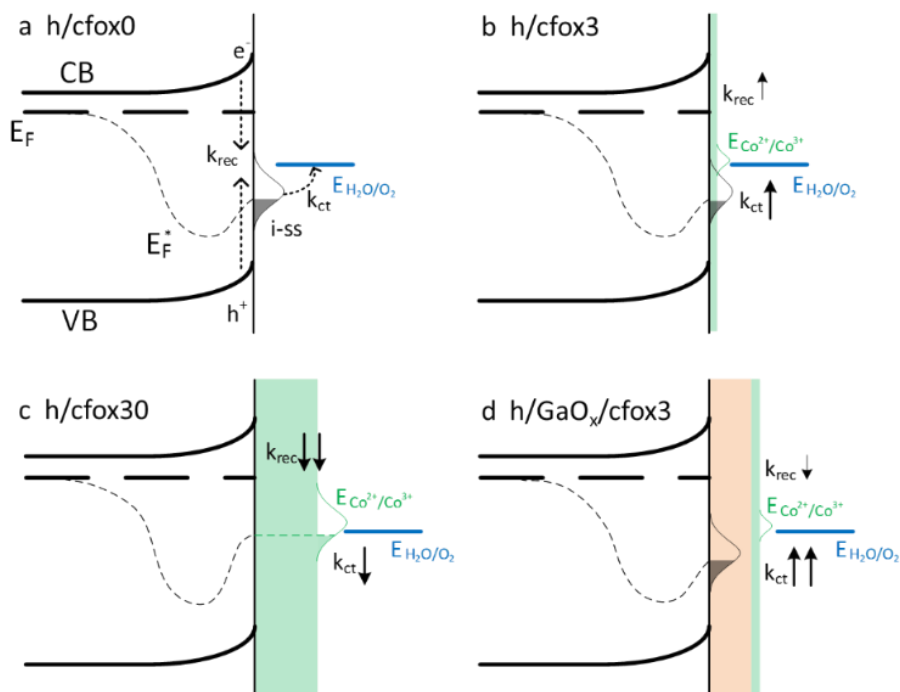 a h/cfox0
e⁻
CB
E_F
k_rec
E_H₂O/O₂
k_ct
i-ss
E_F*
h⁺
VB
b h/cfox3
k_rec
E_Co²⁺/Co³⁺
E_H₂O/O₂
k_ct
c h/cfox30
k_rec
E_Co²⁺/Co³⁺
E_H₂O/O₂
k_ct
d h/GaOₓ/cfox3
k_rec
E_Co²⁺/Co³⁺
E_H₂O/O₂
k_ct